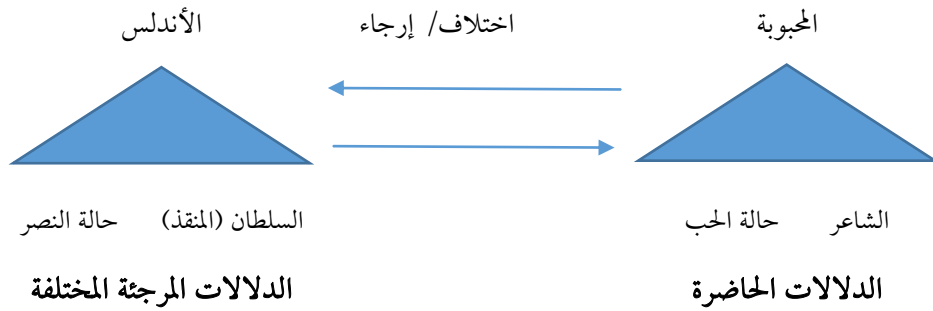 المحبوبة اختلاف/ إرجاء الأندلس
الشاعر حالة الحب السلطان (المنقذ) حالة النصر
الدلالات الحاضرة الدلالات المرجئة المختلفة